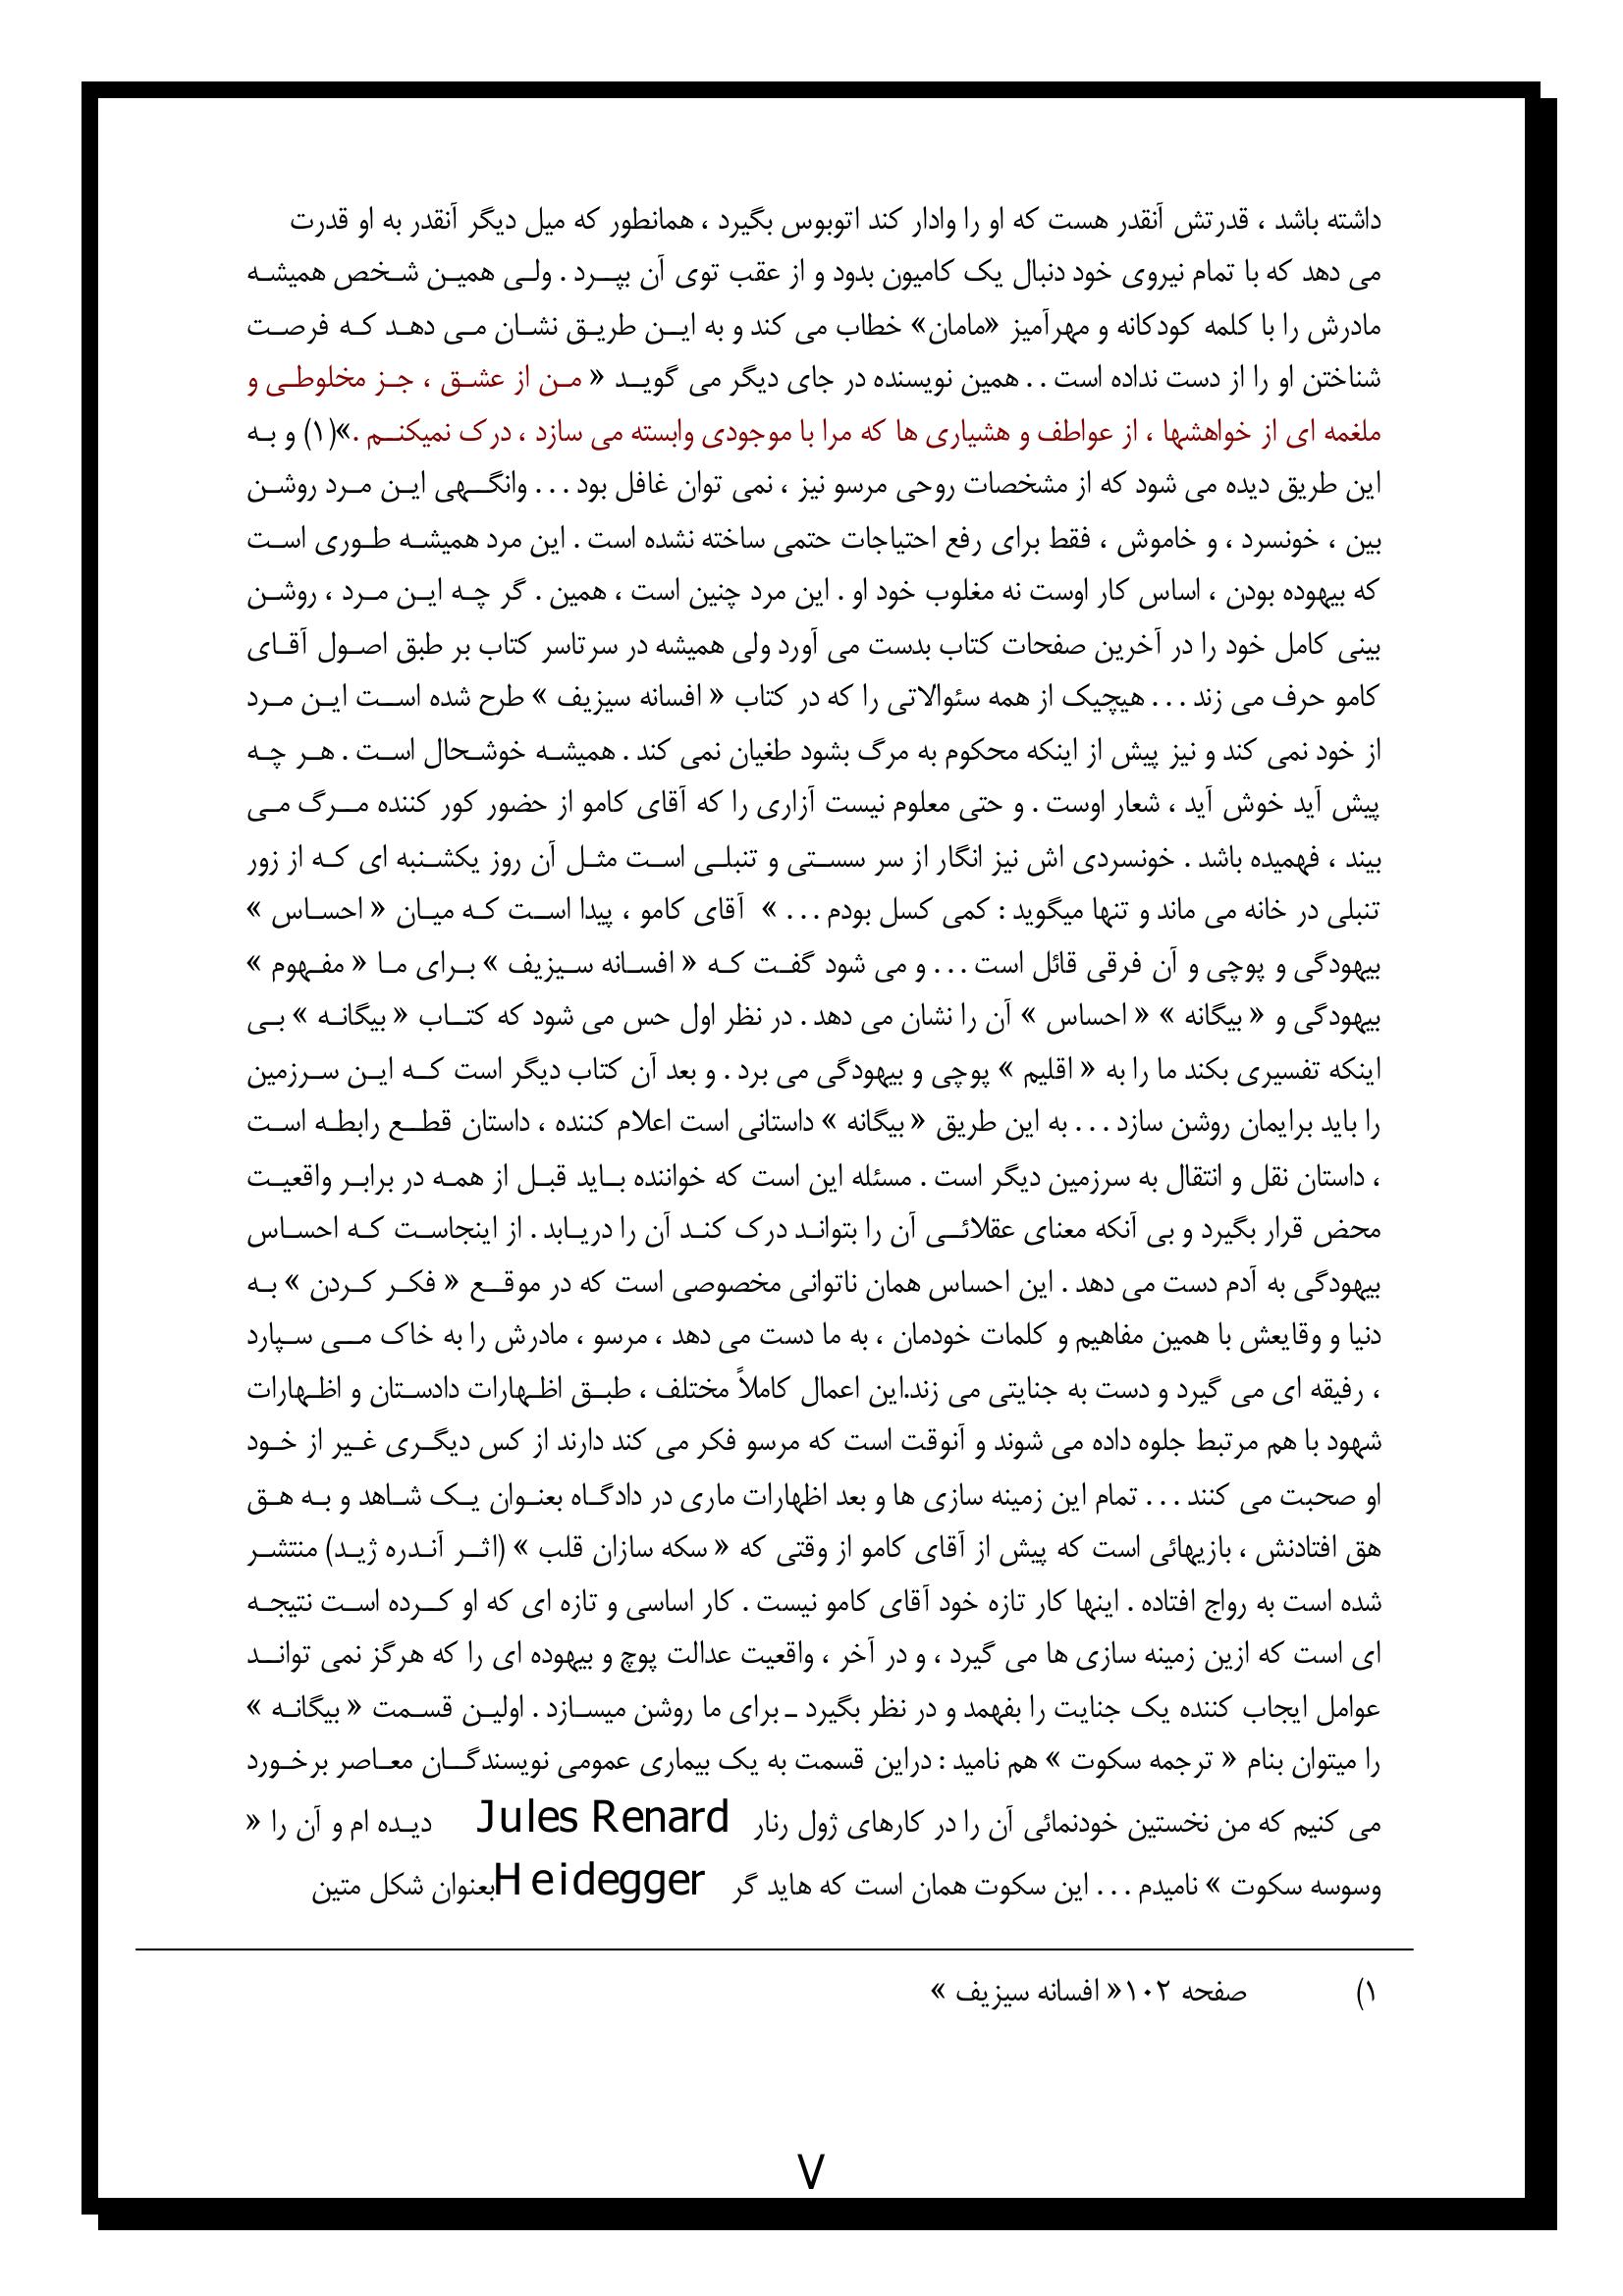 داشته باشد ، قدرتش آنقدر هست که او را وادار کند اتوبوس بگیرد ، همانطور که میل دیگر آنقدر به او قدرت
می دهد که با تمام نیروی خود دنبال یک کامیون بدود و از عقب توی آن بپرد . ولی همین شخص همیشه
مادرش را با کلمه کودکانه و مهرآمیز «مامان» خطاب می کند و به این طریق نشان می دهد که فرصت
شناختن او را از دست نداده است . . همین نویسنده در جای دیگر می گوید « من از عشق ، جز مخلوطی و
ملغمه ای از خواهشها ، از عواطف و هشیاری ها که مرا با موجودی وابسته می سازد ، درک نمیکنم .»(۱) و به
این طریق دیده می شود که از مشخصات روحی مرسو نیز ، نمی توان غافل بود . . . وانگهی این مرد روشن
بین ، خونسرد ، و خاموش ، فقط برای رفع احتیاجات حتمی ساخته نشده است . این مرد همیشه طوری است
که بیهوده بودن ، اساس کار اوست نه مغلوب خود او . این مرد چنین است ، همین . گر چه این مرد ، روشن
بینی کامل خود را در آخرین صفحات کتاب بدست می آورد ولی همیشه در سرتاسر کتاب بر طبق اصول آقای
کامو حرف می زند . . . هیچیک از همه سئوالاتی را که در کتاب « افسانه سیزیف » طرح شده است این مرد
از خود نمی کند و نیز پیش از اینکه محکوم به مرگ بشود طغیان نمی کند . همیشه خوشحال است . هر چه
پیش آید خوش آید ، شعار اوست . و حتی معلوم نیست آزاری را که آقای کامو از حضور کور کننده مرگ می
بیند ، فهمیده باشد . خونسردی اش نیز انگار از سر سستی و تنبلی است مثل آن روز یکشنبه ای که از زور
تنبلی در خانه می ماند و تنها میگوید : کمی کسل بودم . . . » آقای کامو ، پیدا است که میان « احساس »
بیهودگی و پوچی و آن فرقی قائل است . . . و می شود گفت که « افسانه سیزیف » برای ما « مفهوم »
بیهودگی و « بیگانه » « احساس » آن را نشان می دهد . در نظر اول حس می شود که کتاب « بیگانه » بی
اینکه تفسیری بکند ما را به « اقلیم » پوچی و بیهودگی می برد . و بعد آن کتاب دیگر است که این سرزمین
را باید برایمان روشن سازد . . . به این طریق « بیگانه » داستانی است اعلام کننده ، داستان قطع رابطه است
، داستان نقل و انتقال به سرزمین دیگر است . مسئله این است که خواننده باید قبل از همه در برابر واقعیت
محض قرار بگیرد و بی آنکه معنای عقلائی آن را بتواند درک کند آن را دریابد . از اینجاست که احساس
بیهودگی به آدم دست می دهد . این احساس همان ناتوانی مخصوصی است که در موقع « فکر کردن » به
دنیا و وقایعش با همین مفاهیم و کلمات خودمان ، به ما دست می دهد ، مرسو ، مادرش را به خاک می سپارد
، رفیقه ای می گیرد و دست به جنایتی می زند.این اعمال کاملاً مختلف ، طبق اظهارات دادستان و اظهارات
شهود با هم مرتبط جلوه داده می شوند و آنوقت است که مرسو فکر می کند دارند از کس دیگری غیر از خود
او صحبت می کنند . . . تمام این زمینه سازی ها و بعد اظهارات ماری در دادگاه بعنوان یک شاهد و به هق
هق افتادنش ، بازیهائی است که پیش از آقای کامو از وقتی که « سکه سازان قلب » (اثر آندره ژید) منتشر
شده است به رواج افتاده . اینها کار تازه خود آقای کامو نیست . کار اساسی و تازه ای که او کرده است نتیجه
ای است که ازین زمینه سازی ها می گیرد ، و در آخر ، واقعیت عدالت پوچ و بیهوده ای را که هرگز نمی تواند
عوامل ایجاب کننده یک جنایت را بفهمد و در نظر بگیرد ـ برای ما روشن میسازد . اولین قسمت « بیگانه »
را میتوان بنام « ترجمه سکوت » هم نامید : دراین قسمت به یک بیماری عمومی نویسندگان معاصر برخورد
می کنیم که من نخستین خودنمائی آن را در کارهای ژول رنار Jules Renard دیده ام و آن را «
وسوسه سکوت » نامیدم . . . این سکوت همان است که هاید گر Heidegger بعنوان شکل متین
۱) صفحه ۱۰۲« افسانه سیزیف »
۷